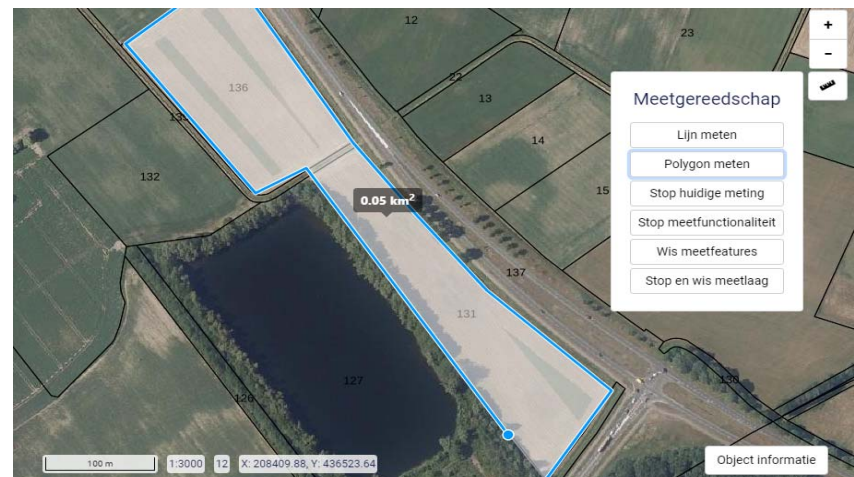 12
23
+
-
22
136
13
Meetgereedschap
Lijn meten
133
14
Polygon meten
132
15
Stop huidige meting
0.05 km²
Stop meetfunctionaliteit
Wis meetfeatures
137
Stop en wis meetlaag
131
127
130
126
100 m
1:3000
12
X: 208409.88, Y: 436523.64
Object informatie